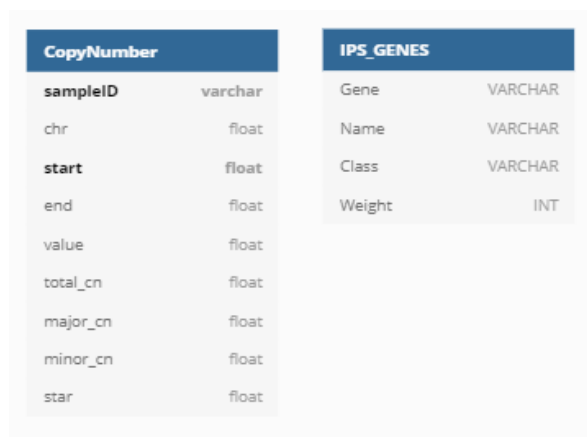 CopyNumber
sampleID varchar
chr float
start float
end float
value float
total_cn float
major_cn float
minor_cn float
star float
IPS_GENES
Gene VARCHAR
Name VARCHAR
Class VARCHAR
Weight INT